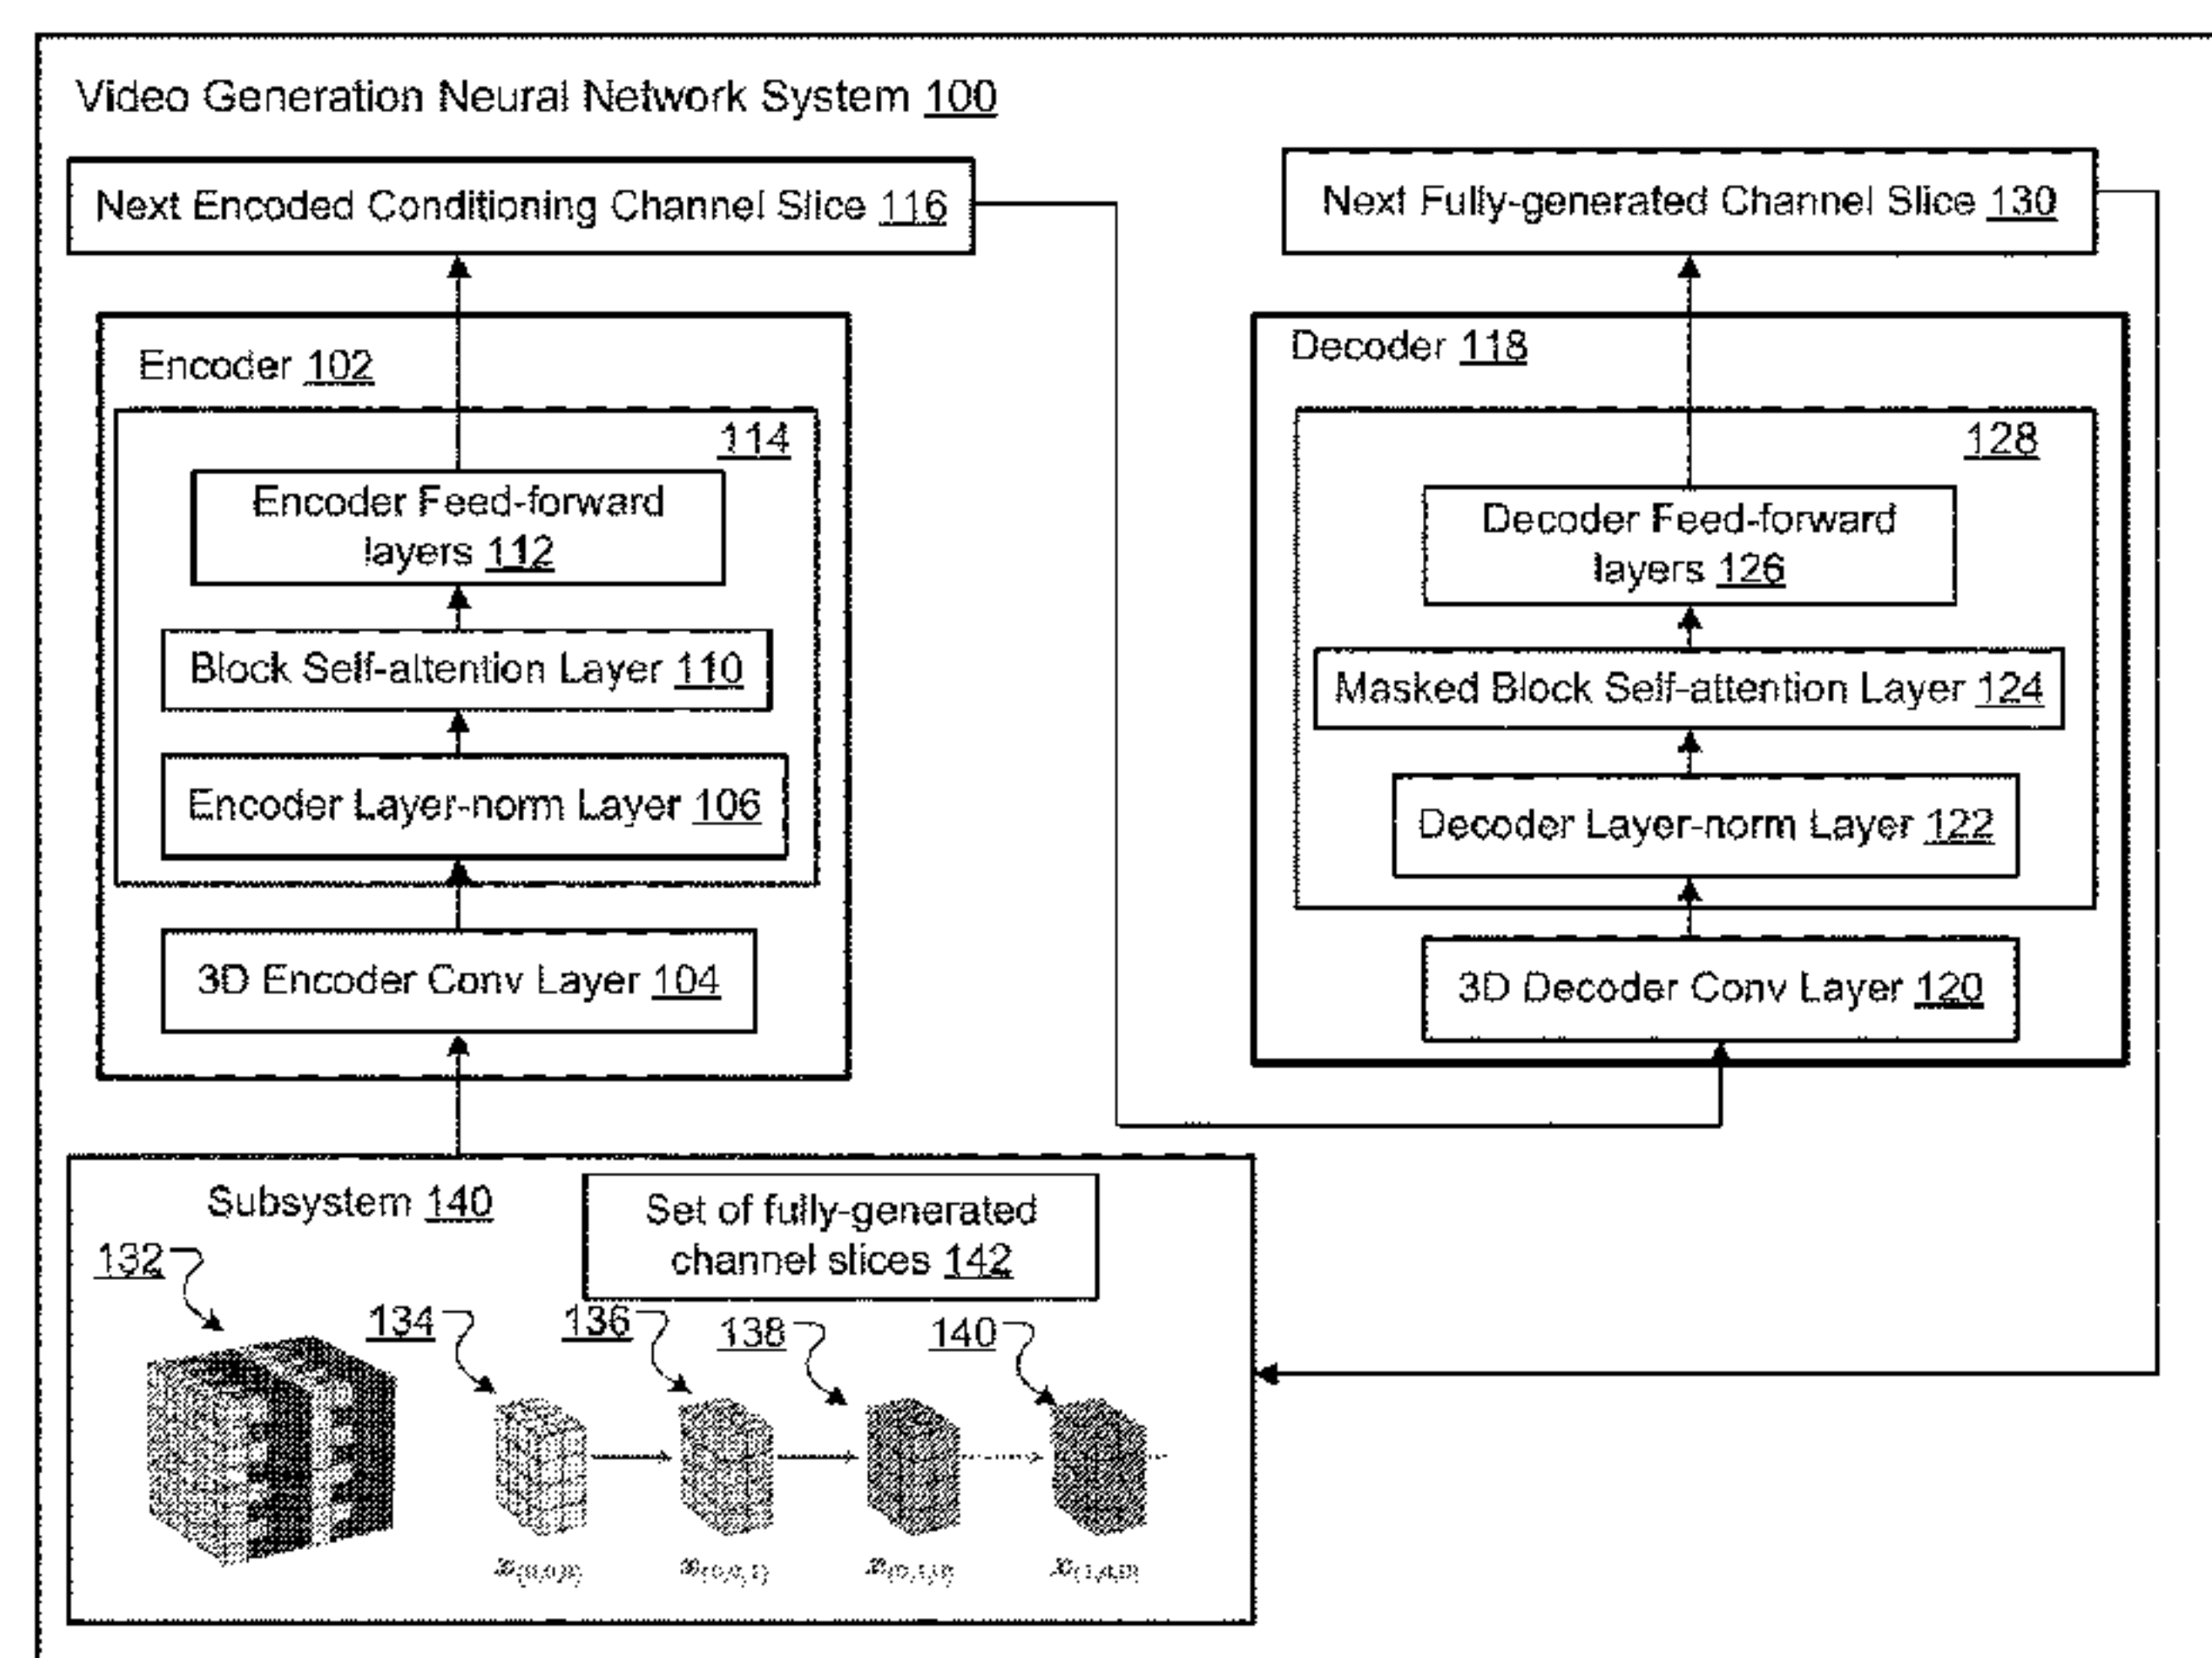 Video Generation Neural Network System 100
Next Encoded Conditioning Channel Slice 116
Next Fully-generated Channel Slice 130
Encoder 102
114
Encoder Feed-forward
layers 112
Block Self-attention Layer 110
Encoder Layer-norm Layer 106
3D Encoder Conv Layer 104
Decoder 118
128
Decoder Feed-forward
layers 126
Masked Block Self-attention Layer 124
Decoder Layer-norm Layer 122
3D Decoder Conv Layer 120
Subsystem 140
Set of fully-generated
channel slices 142
132
134
136
138
140